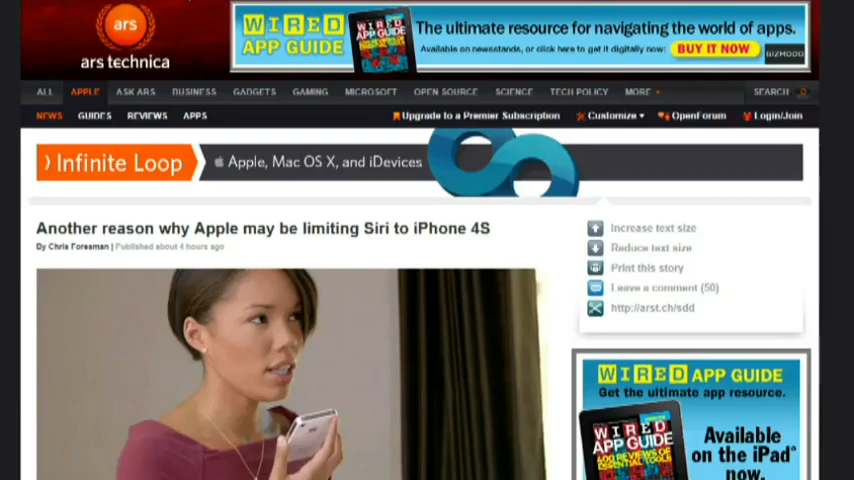 ars
ars technica
WIRED
APP GUIDE
WIRED
APP GUIDE
The ultimate resource for navigating the world of apps.
Available on newsstands, or click here to get it digitally now:
BUY IT NOW
GIZMODO
ALL APPLE ASK ARS BUSINESS GADGETS GAMING MICROSOFT OPEN SOURCE SCIENCE TECH POLICY MORE SEARCH
NEWS GUIDES REVIEWS APPS Upgrade to a Premier Subscription Customize OpenForum Login/Join
Infinite Loop
Apple, Mac OS X, and iDevices
Another reason why Apple may be limiting Siri to iPhone 4S
By Chris Foresman | Published about 4 hours ago
Increase text size
Reduce text size
Print this story
Leave a comment (50)
http://arst.ch/sdd
WIRED APP GUIDE
Get the ultimate app resource.
WIRED
APP GUIDE
400 REVIEWS OF
ESSENTIAL TOOLS
Available
on the iPad®
now.